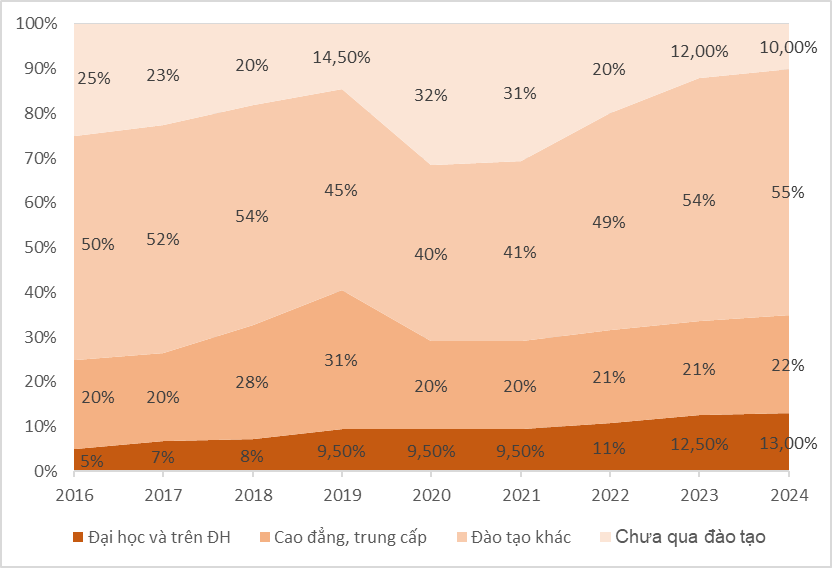 100%
90%
80%
70%
60%
50%
40%
30%
20%
10%
0%
25% 23% 20% 14,50% 32% 31% 20% 12,00% 10,00%
50% 52% 54% 45% 40% 41% 49% 54% 55%
20% 20% 28% 31% 20% 20% 21% 21% 22%
5% 7% 8% 9,50% 9,50% 9,50% 11% 12,50% 13,00%
2016 2017 2018 2019 2020 2021 2022 2023 2024
Đại học và trên ĐH Cao đẳng, trung cấp Đào tạo khác Chưa qua đào tạo